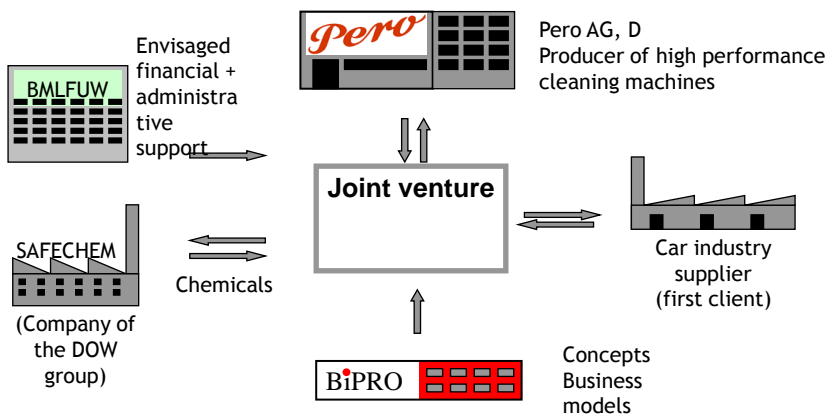 Envisaged
financial +
administra
tive
support
BMLFUW
Pero
Pero AG, D
Producer of high performance
cleaning machines
Joint venture
SAFECHEM
Chemicals
(Company of
the DOW
group)
Car industry
supplier
(first client)
BiPRO
Concepts
Business
models